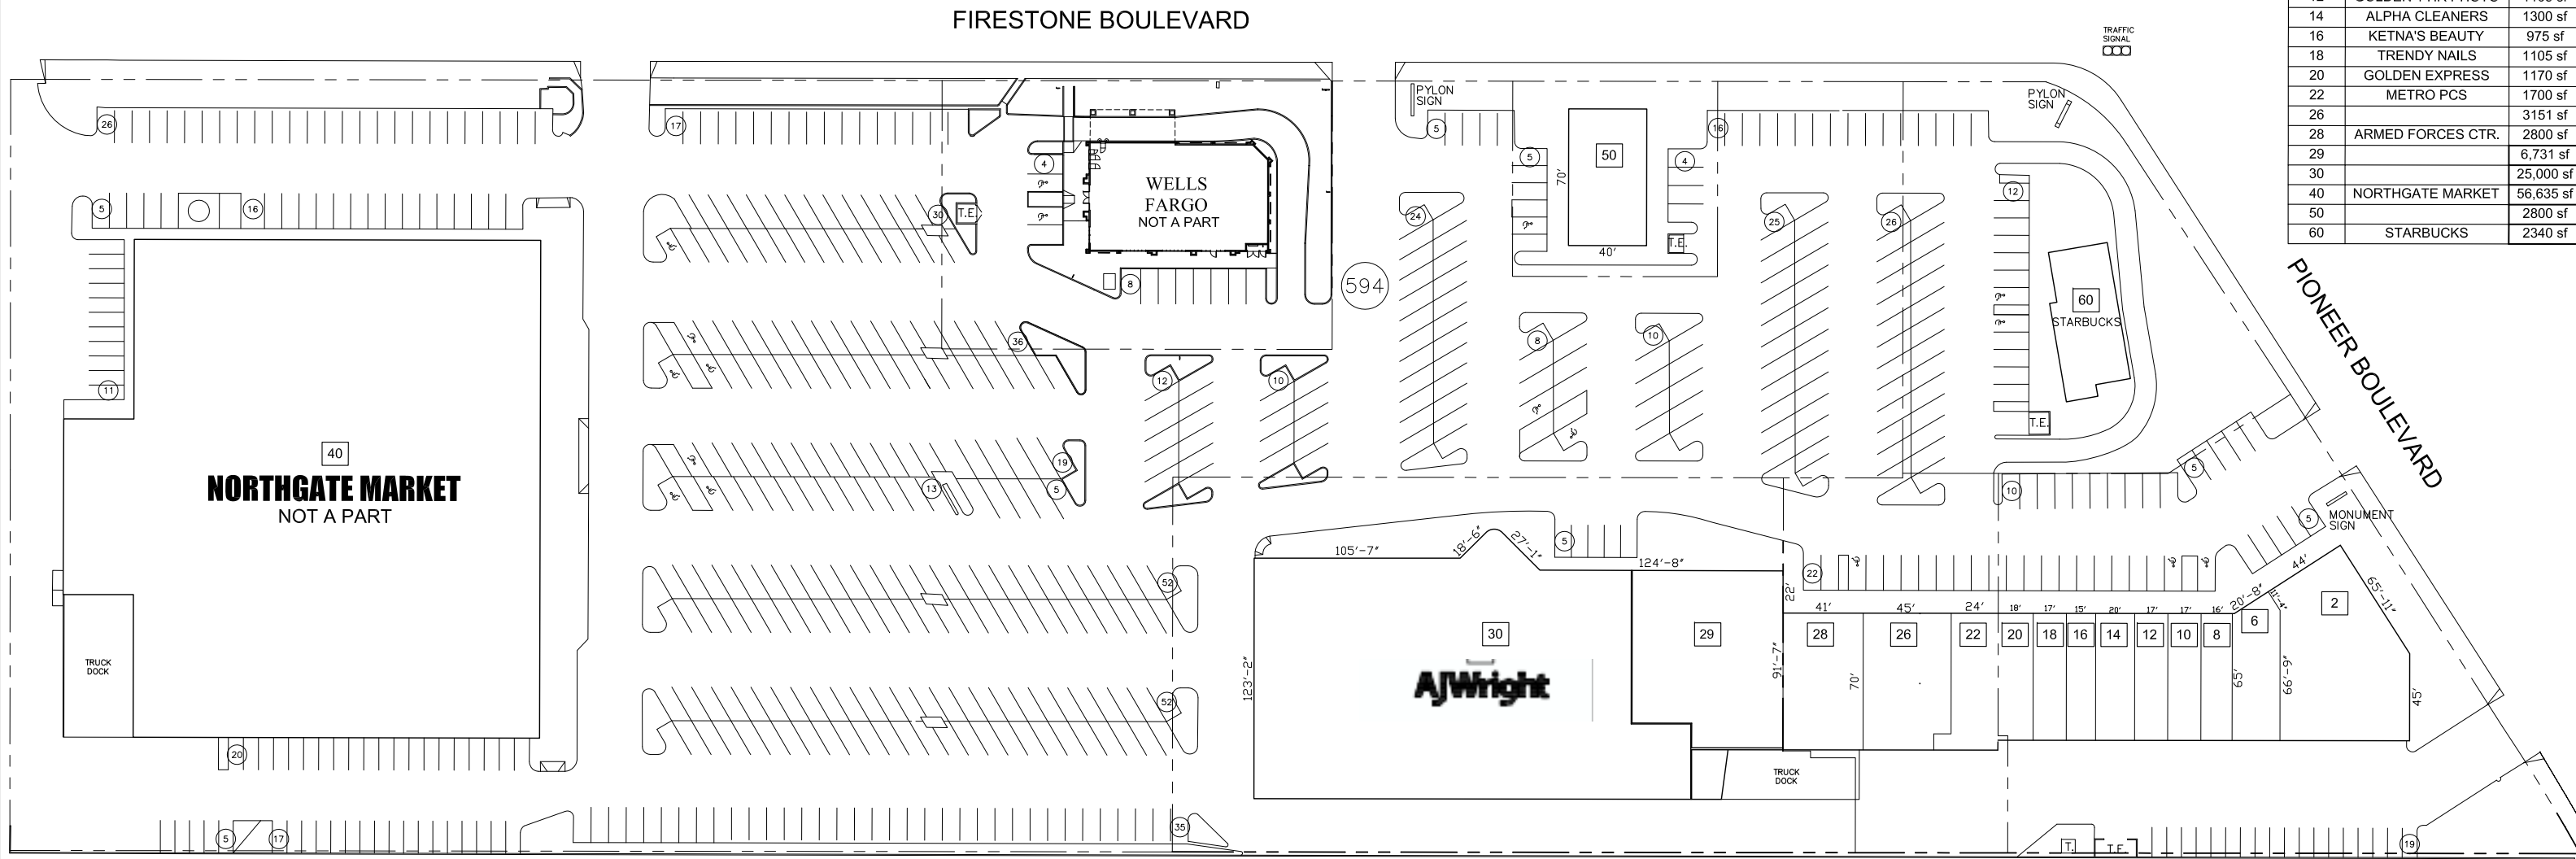 FIRESTONE BOULEVARD
TRAFFIC
SIGNAL
14 ALPHA CLEANERS 1300 sf
16 KETNA'S BEAUTY 975 sf
18 TRENDY NAILS 1105 sf
20 GOLDEN EXPRESS 1170 sf
22 METRO PCS 1700 sf
26 3151 sf
28 ARMED FORCES CTR. 2800 sf
29 6,731 sf
30 25,000 sf
40 NORTHGATE MARKET 56,635 sf
50 2800 sf
60 STARBUCKS 2340 sf
PYLON
SIGN
PYLON
SIGN
26
17
5
16
4
5
50
4
70'
40'
T.E.
WELLS
FARGO
NOT A PART
5
16
30
T.E.
24
25
26
12
8
594
60
STARBUCKS
PIONEER BOULEVARD
36
8
10
12
10
11
T.E.
40
NORTHGATE MARKET
NOT A PART
19
13
5
10
5
5
MONUMENT
SIGN
105'-7"
18'-6"
27'-1"
5
124'-8"
22
22'
52
41'
45'
24'
18'
17'
15'
20'
17'
17'
16'
20'-8"
11'-4"
44'
65'-11"
30
29
28
26
22
20
18
16
14
12
10
8
6
2
AJWright
123'-2"
91'-7"
70'
65'
66'-9"
45'
TRUCK
DOCK
52
20
TRUCK
DOCK
5
17
35
T.
T.E.
19